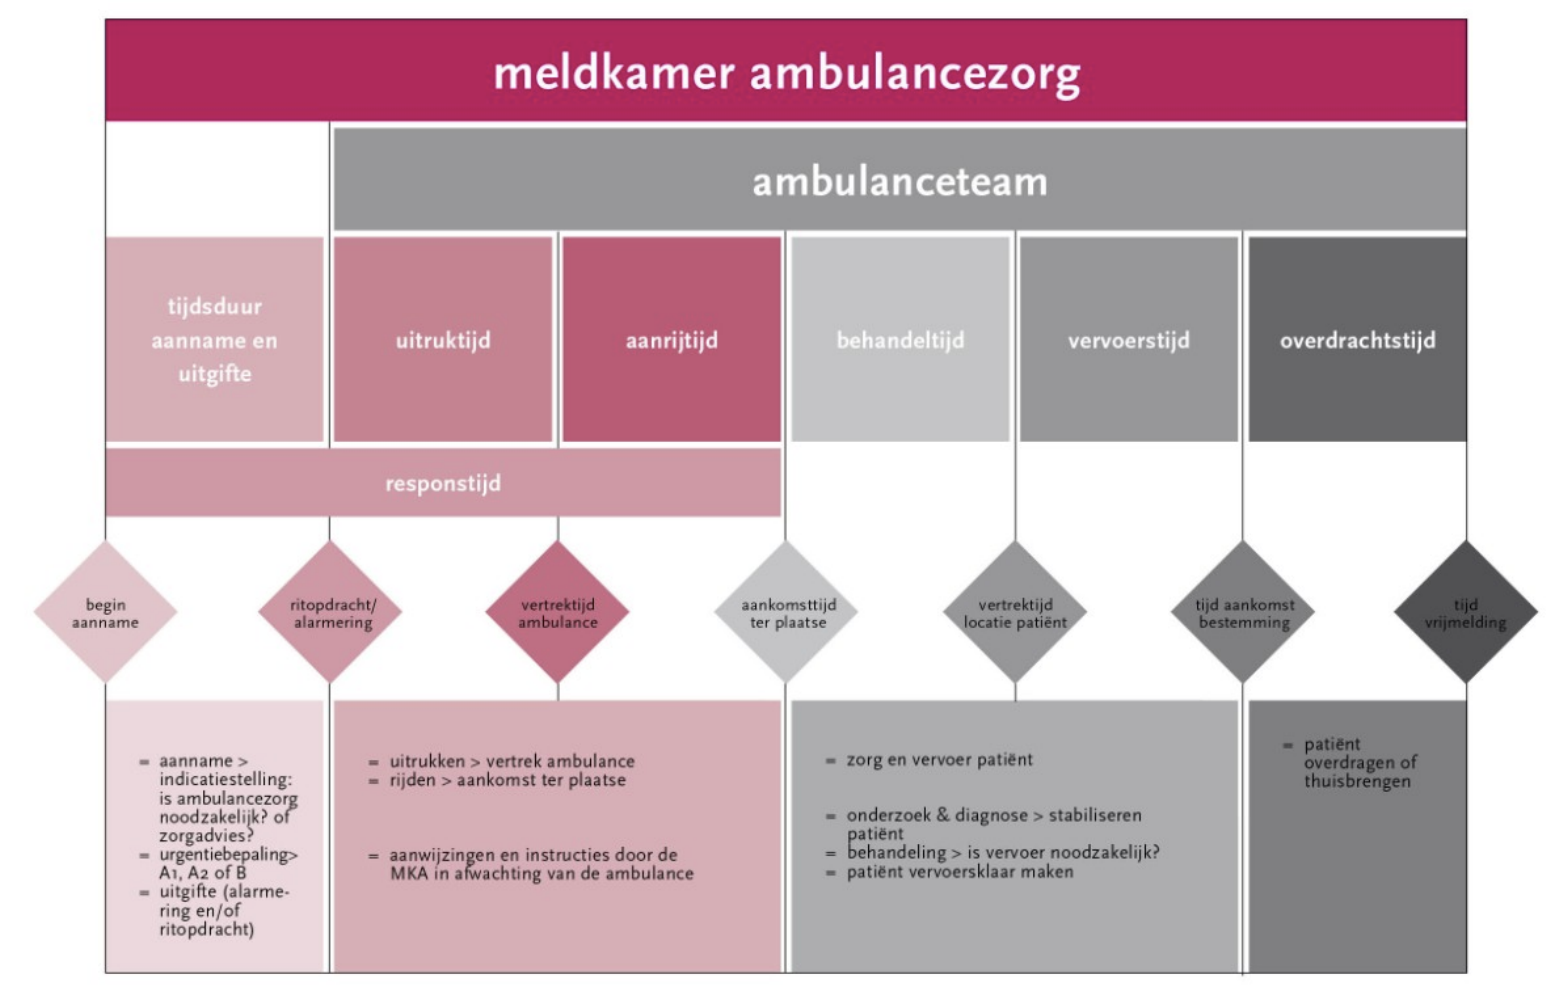 meldkamer ambulancezorg
ambulanceteam
tijdsduur
aanname en
uitgifte
uitruktijd
aanrijtijd
behandeltijd
vervoerstijd
overdrachtstijd
responstijd
begin
aanname
ritopdracht/
alarmering
vertrektijd
ambulance
aankomsttijd
ter plaatse
vertrektijd
locatie patiënt
tijd aankomst
bestemming
tijd
vrijmelding
= aanname >
indicatiestelling:
is ambulancezorg
noodzakelijk? of
zorgadvies?
= urgentiebepaling>
A1, A2 of B
= uitgifte (alarme-
ring en/of
ritopdracht)
= uitrukken > vertrek ambulance
= rijden > aankomst ter plaatse
= aanwijzingen en instructies door de
MKA in afwachting van de ambulance
= zorg en vervoer patiënt
= onderzoek & diagnose > stabiliseren
patiënt
= behandeling > is vervoer noodzakelijk?
= patiënt vervoersklaar maken
= patiënt
overdragen of
thuisbrengen